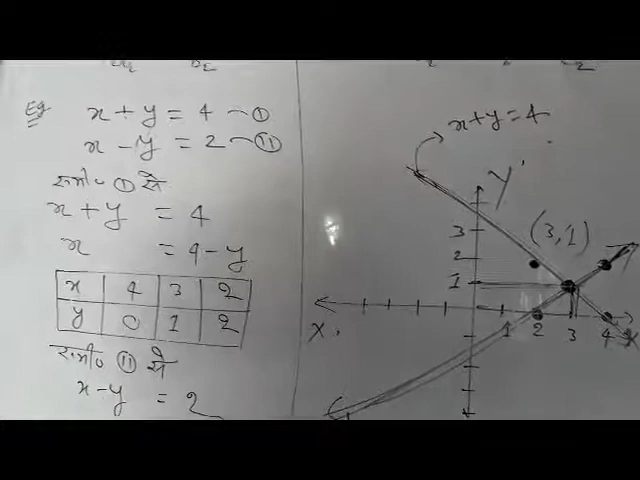 Eg
x + y = 4 — ①
x - y = 2 — ⑪
समी० ① से
x + y = 4
x = 4 - y
x 4 3 2
y 0 1 2
समी० ⑪ से
x - y = 2
x + y = 4
y'
3
2
1
(3,1)
x'
1 2 3 4 x